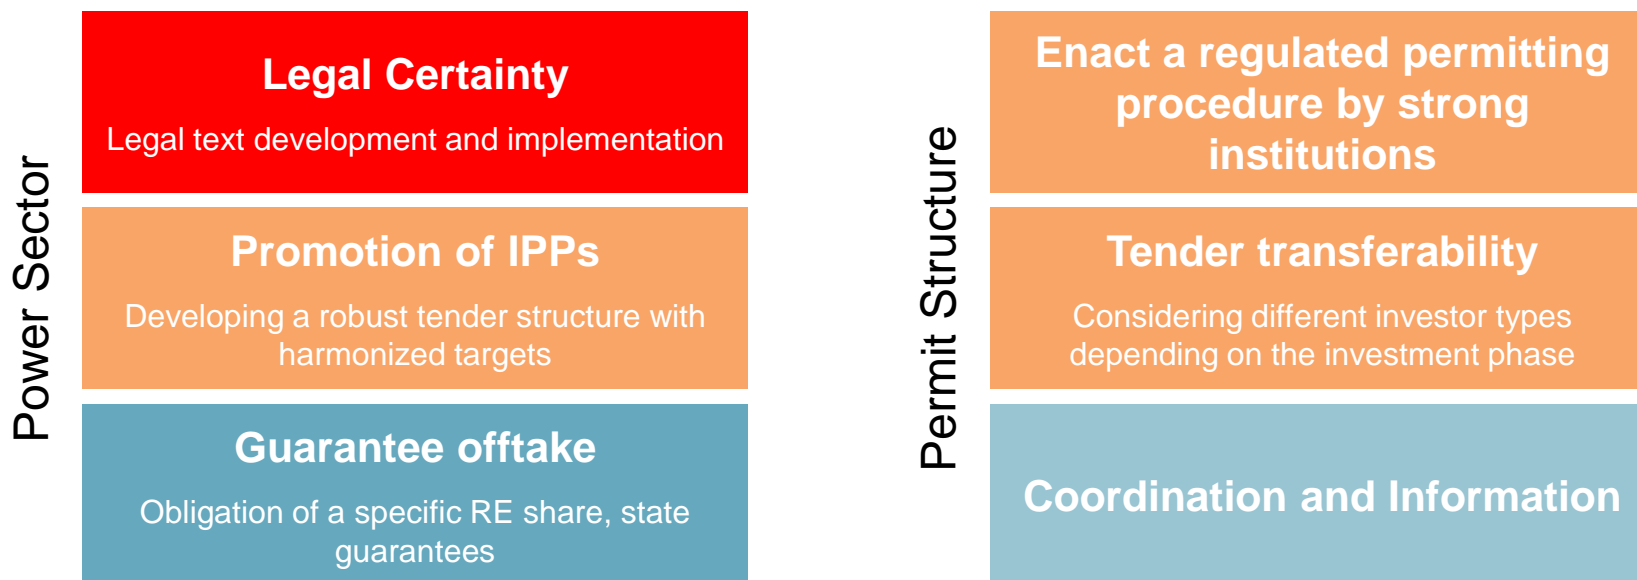 Power Sector
Legal Certainty
Legal text development and implementation
Promotion of IPPs
Developing a robust tender structure with
harmonized targets
Guarantee offtake
Obligation of a specific RE share, state
guarantees
Permit Structure
Enact a regulated permitting
procedure by strong
institutions
Tender transferability
Considering different investor types
depending on the investment phase
Coordination and Information